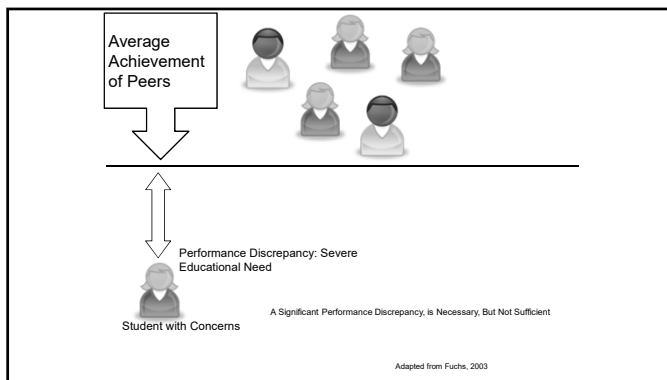 Average
Achievement
of Peers
Performance Discrepancy: Severe
Educational Need
Student with Concerns
A Significant Performance Discrepancy, is Necessary, But Not Sufficient
Adapted from Fuchs, 2003